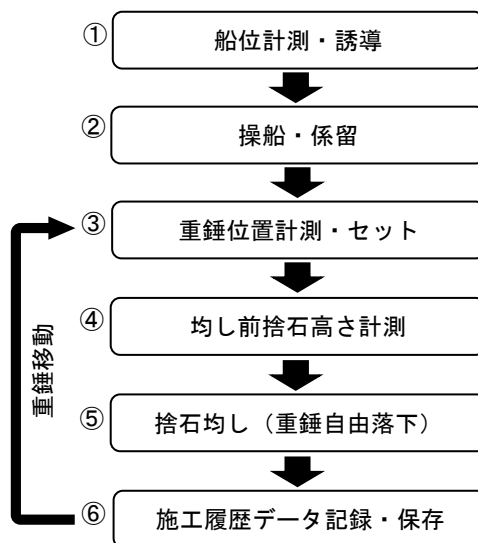 ① 船位計測・誘導
② 操船・係留
③ 重錘位置計測・セット
④ 均し前捨石高さ計測
⑤ 捨石均し（重錘自由落下）
⑥ 施工履歴データ記録・保存
重錘移動